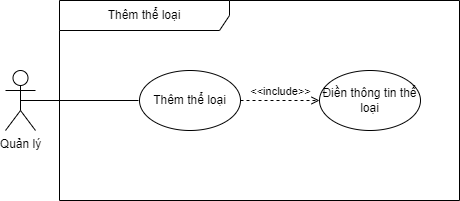 Thêm thể loại
Thêm thể loại
<<include>>
Điền thông tin thể
loại
Quản lý